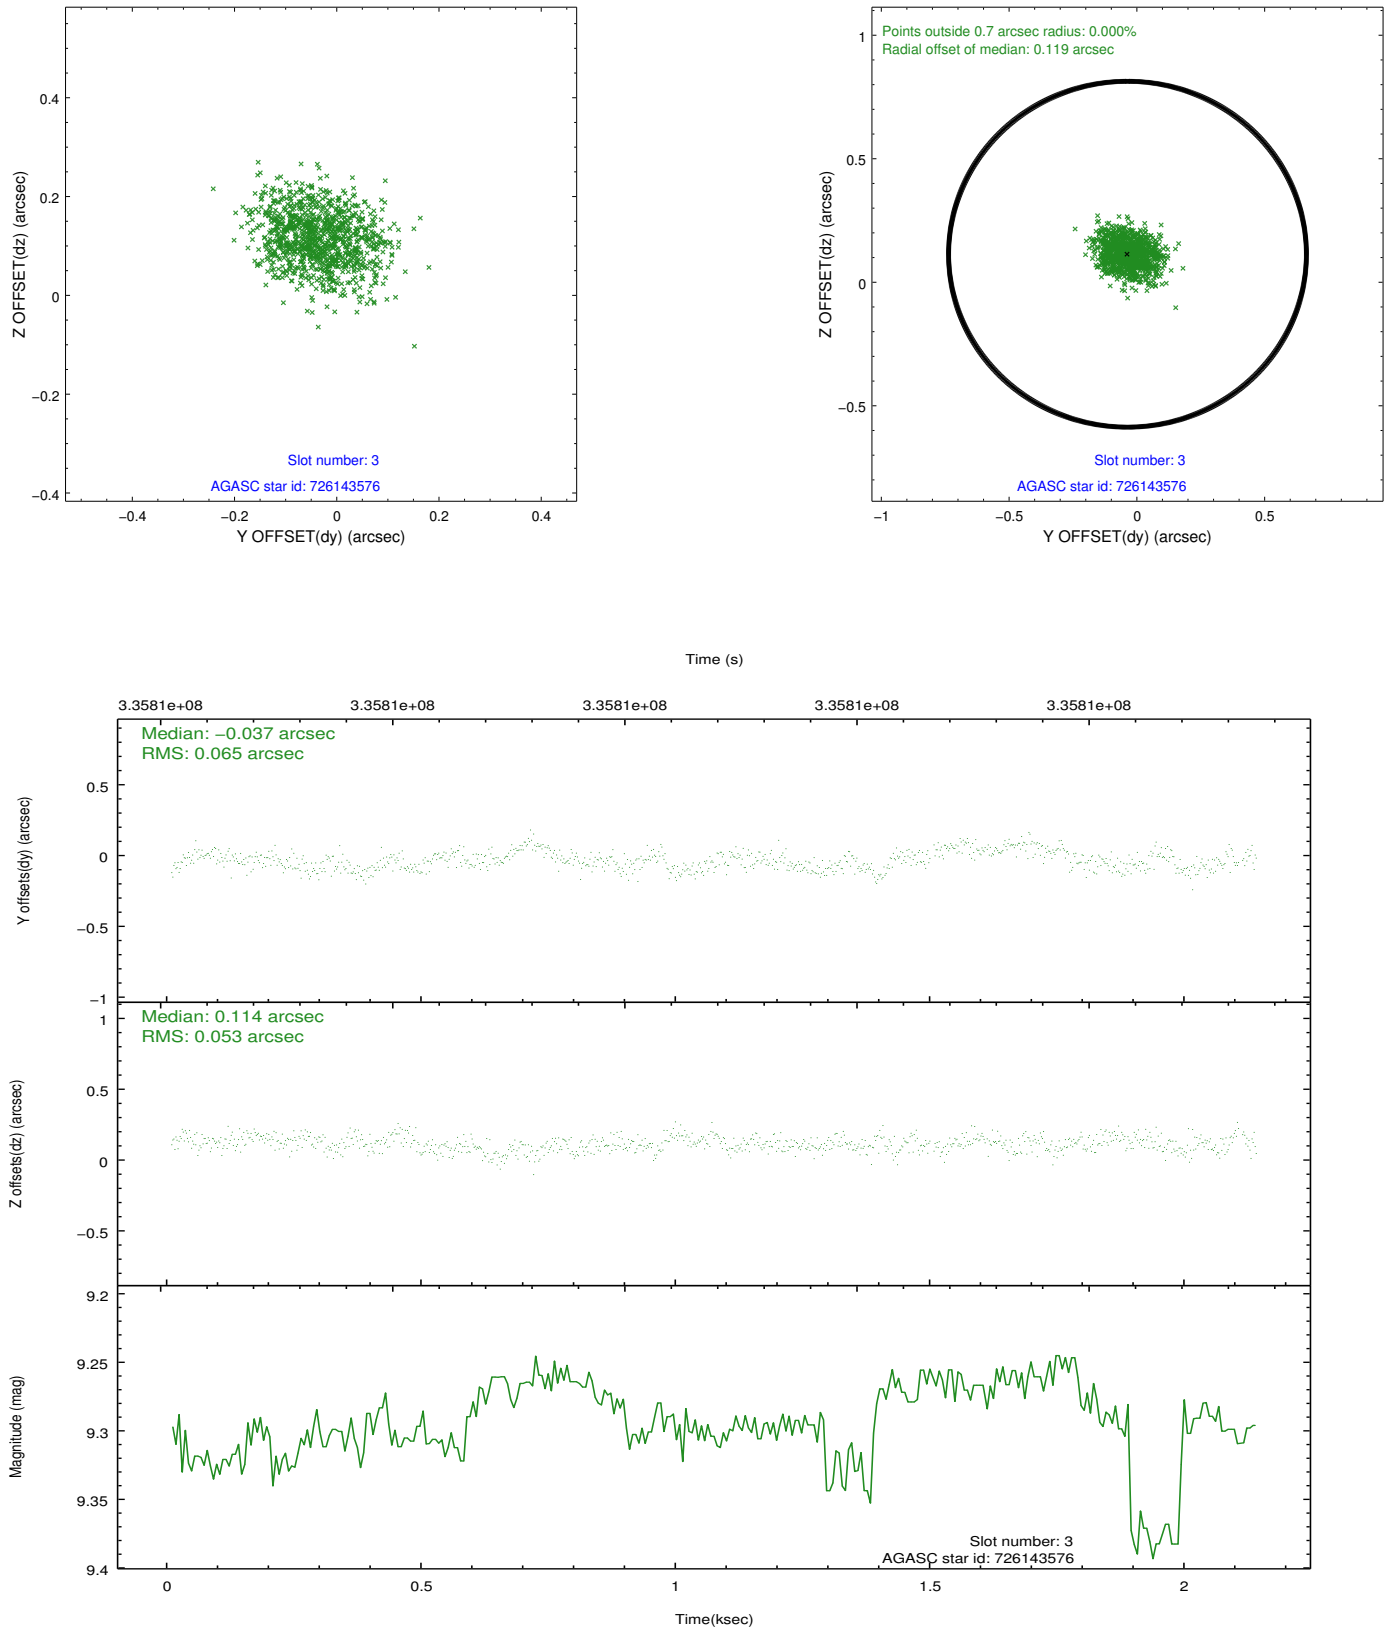 0.4
0.2
0
−0.2
−0.4
Z OFFSET(dz) (arcsec)
Slot number: 3
AGASC star id: 726143576
−0.4 −0.2 0 0.2 0.4
Y OFFSET(dy) (arcsec)
Points outside 0.7 arcsec radius: 0.000%
Radial offset of median: 0.119 arcsec
1
0.5
0
−0.5
Z OFFSET(dz) (arcsec)
Slot number: 3
AGASC star id: 726143576
−1 −0.5 0 0.5
Y OFFSET(dy) (arcsec)
Time (s)
3.3581e+08 3.3581e+08 3.3581e+08 3.3581e+08 3.3581e+08
Median: −0.037 arcsec
RMS: 0.065 arcsec
0.5
0
−0.5
−1
Y offsets(dy) (arcsec)
Median: 0.114 arcsec
RMS: 0.053 arcsec
1
0.5
0
−0.5
Z offsets(dz) (arcsec)
9.2
9.25
9.3
9.35
9.4
Magnitude (mag)
Slot number: 3
AGASC star id: 726143576
0 0.5 1 1.5 2
Time(ksec)